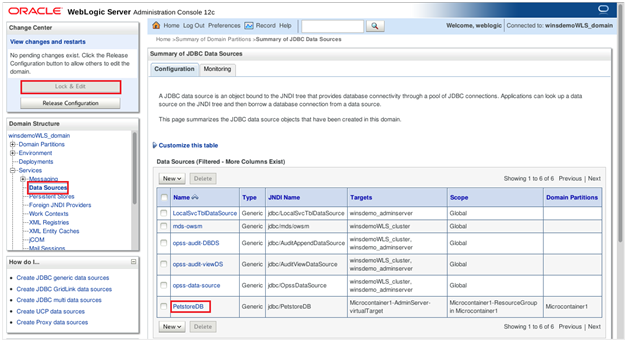 ORACLE WebLogic Server Administration Console 12c
Change Center
View changes and restarts
No pending changes exist. Click the Release
Configuration button to allow others to edit the
domain.
Lock & Edit
Release Configuration
Domain Structure
winsdemoWLS_domain
Domain Partitions
Environment
Deployments
Services
Messaging
Data Sources
Persistent Stores
Foreign JNDI Providers
Work Contexts
XML Registries
XML Entity Caches
jCOM
Mail Sessions
How do I...
Create JDBC generic data sources
Create JDBC GridLink data sources
Create JDBC multi data sources
Create UCP data sources
Create Proxy data sources
Home Log Out Preferences Record Help
Welcome, weblogic Connected to: winsdemoWLS_domain
Home >Summary of Domain Partitions >Summary of JDBC Data Sources
Summary of JDBC Data Sources
Configuration Monitoring
A JDBC data source is an object bound to the JNDI tree that provides database connectivity through a pool of JDBC connections. Applications can look up a data
source on the JNDI tree and then borrow a database connection from a data source.
This page summarizes the JDBC data source objects that have been created in this domain.
Customize this table
Data Sources (Filtered - More Columns Exist)
New Delete Showing 1 to 6 of 6 Previous | Next
Name Type JNDI Name Targets Scope Domain Partitions
LocalSvcTblDataSource Generic jdbc/LocalSvcTblDataSource winsdemo_adminserver Global
mds-owsm Generic jdbc/mds/owsm winsdemo_adminserver Global
opss-audit-DBDS Generic jdbc/AuditAppendDataSource winsdemoWLS_cluster, winsdemo_adminserver Global
opss-audit-viewDS Generic jdbc/AuditViewDataSource winsdemoWLS_cluster, winsdemo_adminserver Global
opss-data-source Generic jdbc/OpssDataSource winsdemoWLS_cluster, winsdemo_adminserver Global
PetstoreDB Generic jdbc/PetstoreDB Microcontainer1-AdminServer-virtualTarget Microcontainer1-ResourceGroup in Microcontainer1 Microcontainer1
New Delete Showing 1 to 6 of 6 Previous | Next